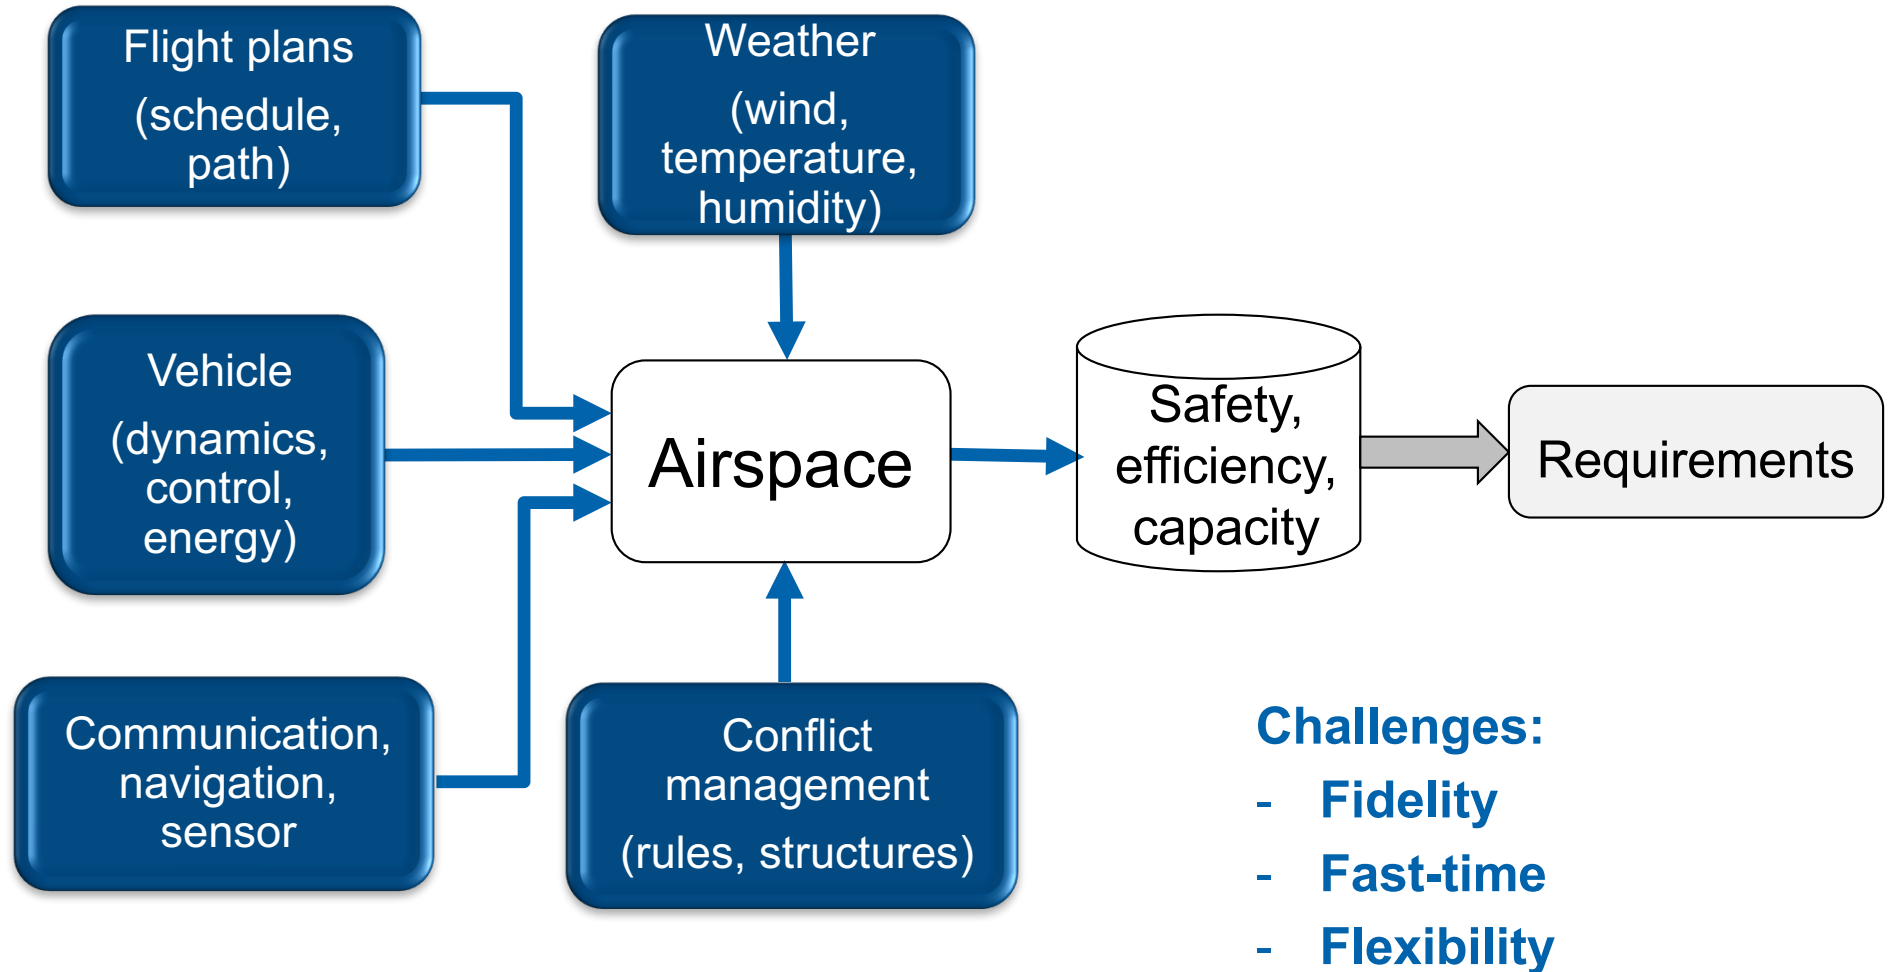 Flight plans
(schedule,
path)
Weather
(wind,
temperature,
humidity)
Vehicle
(dynamics,
control,
energy)
Airspace
Safety,
efficiency,
capacity
Requirements
Communication,
navigation,
sensor
Conflict
management
(rules, structures)
Challenges:
- Fidelity
- Fast-time
- Flexibility